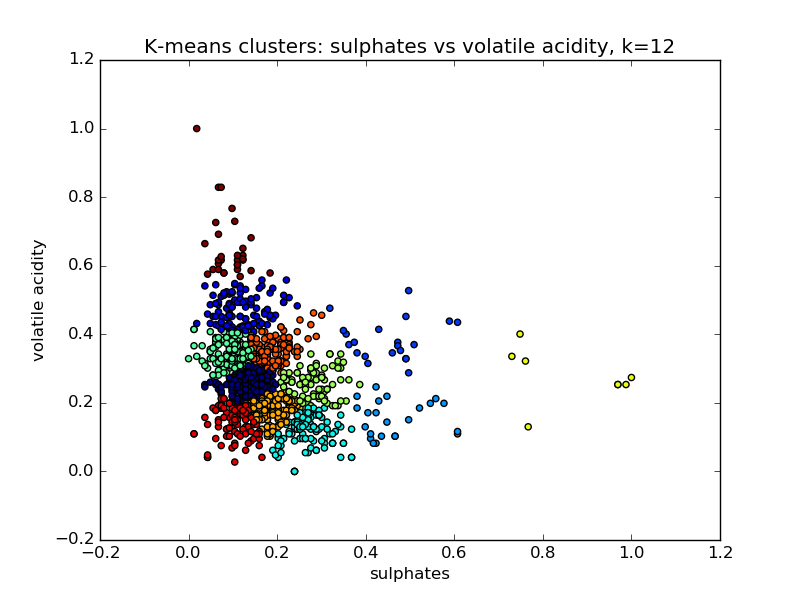 K-means clusters: sulphates vs volatile acidity, k=12
1.2
1.0
0.8
0.6
0.4
0.2
0.0
−0.2
volatile acidity
−0.2 0.0 0.2 0.4 0.6 0.8 1.0 1.2
sulphates